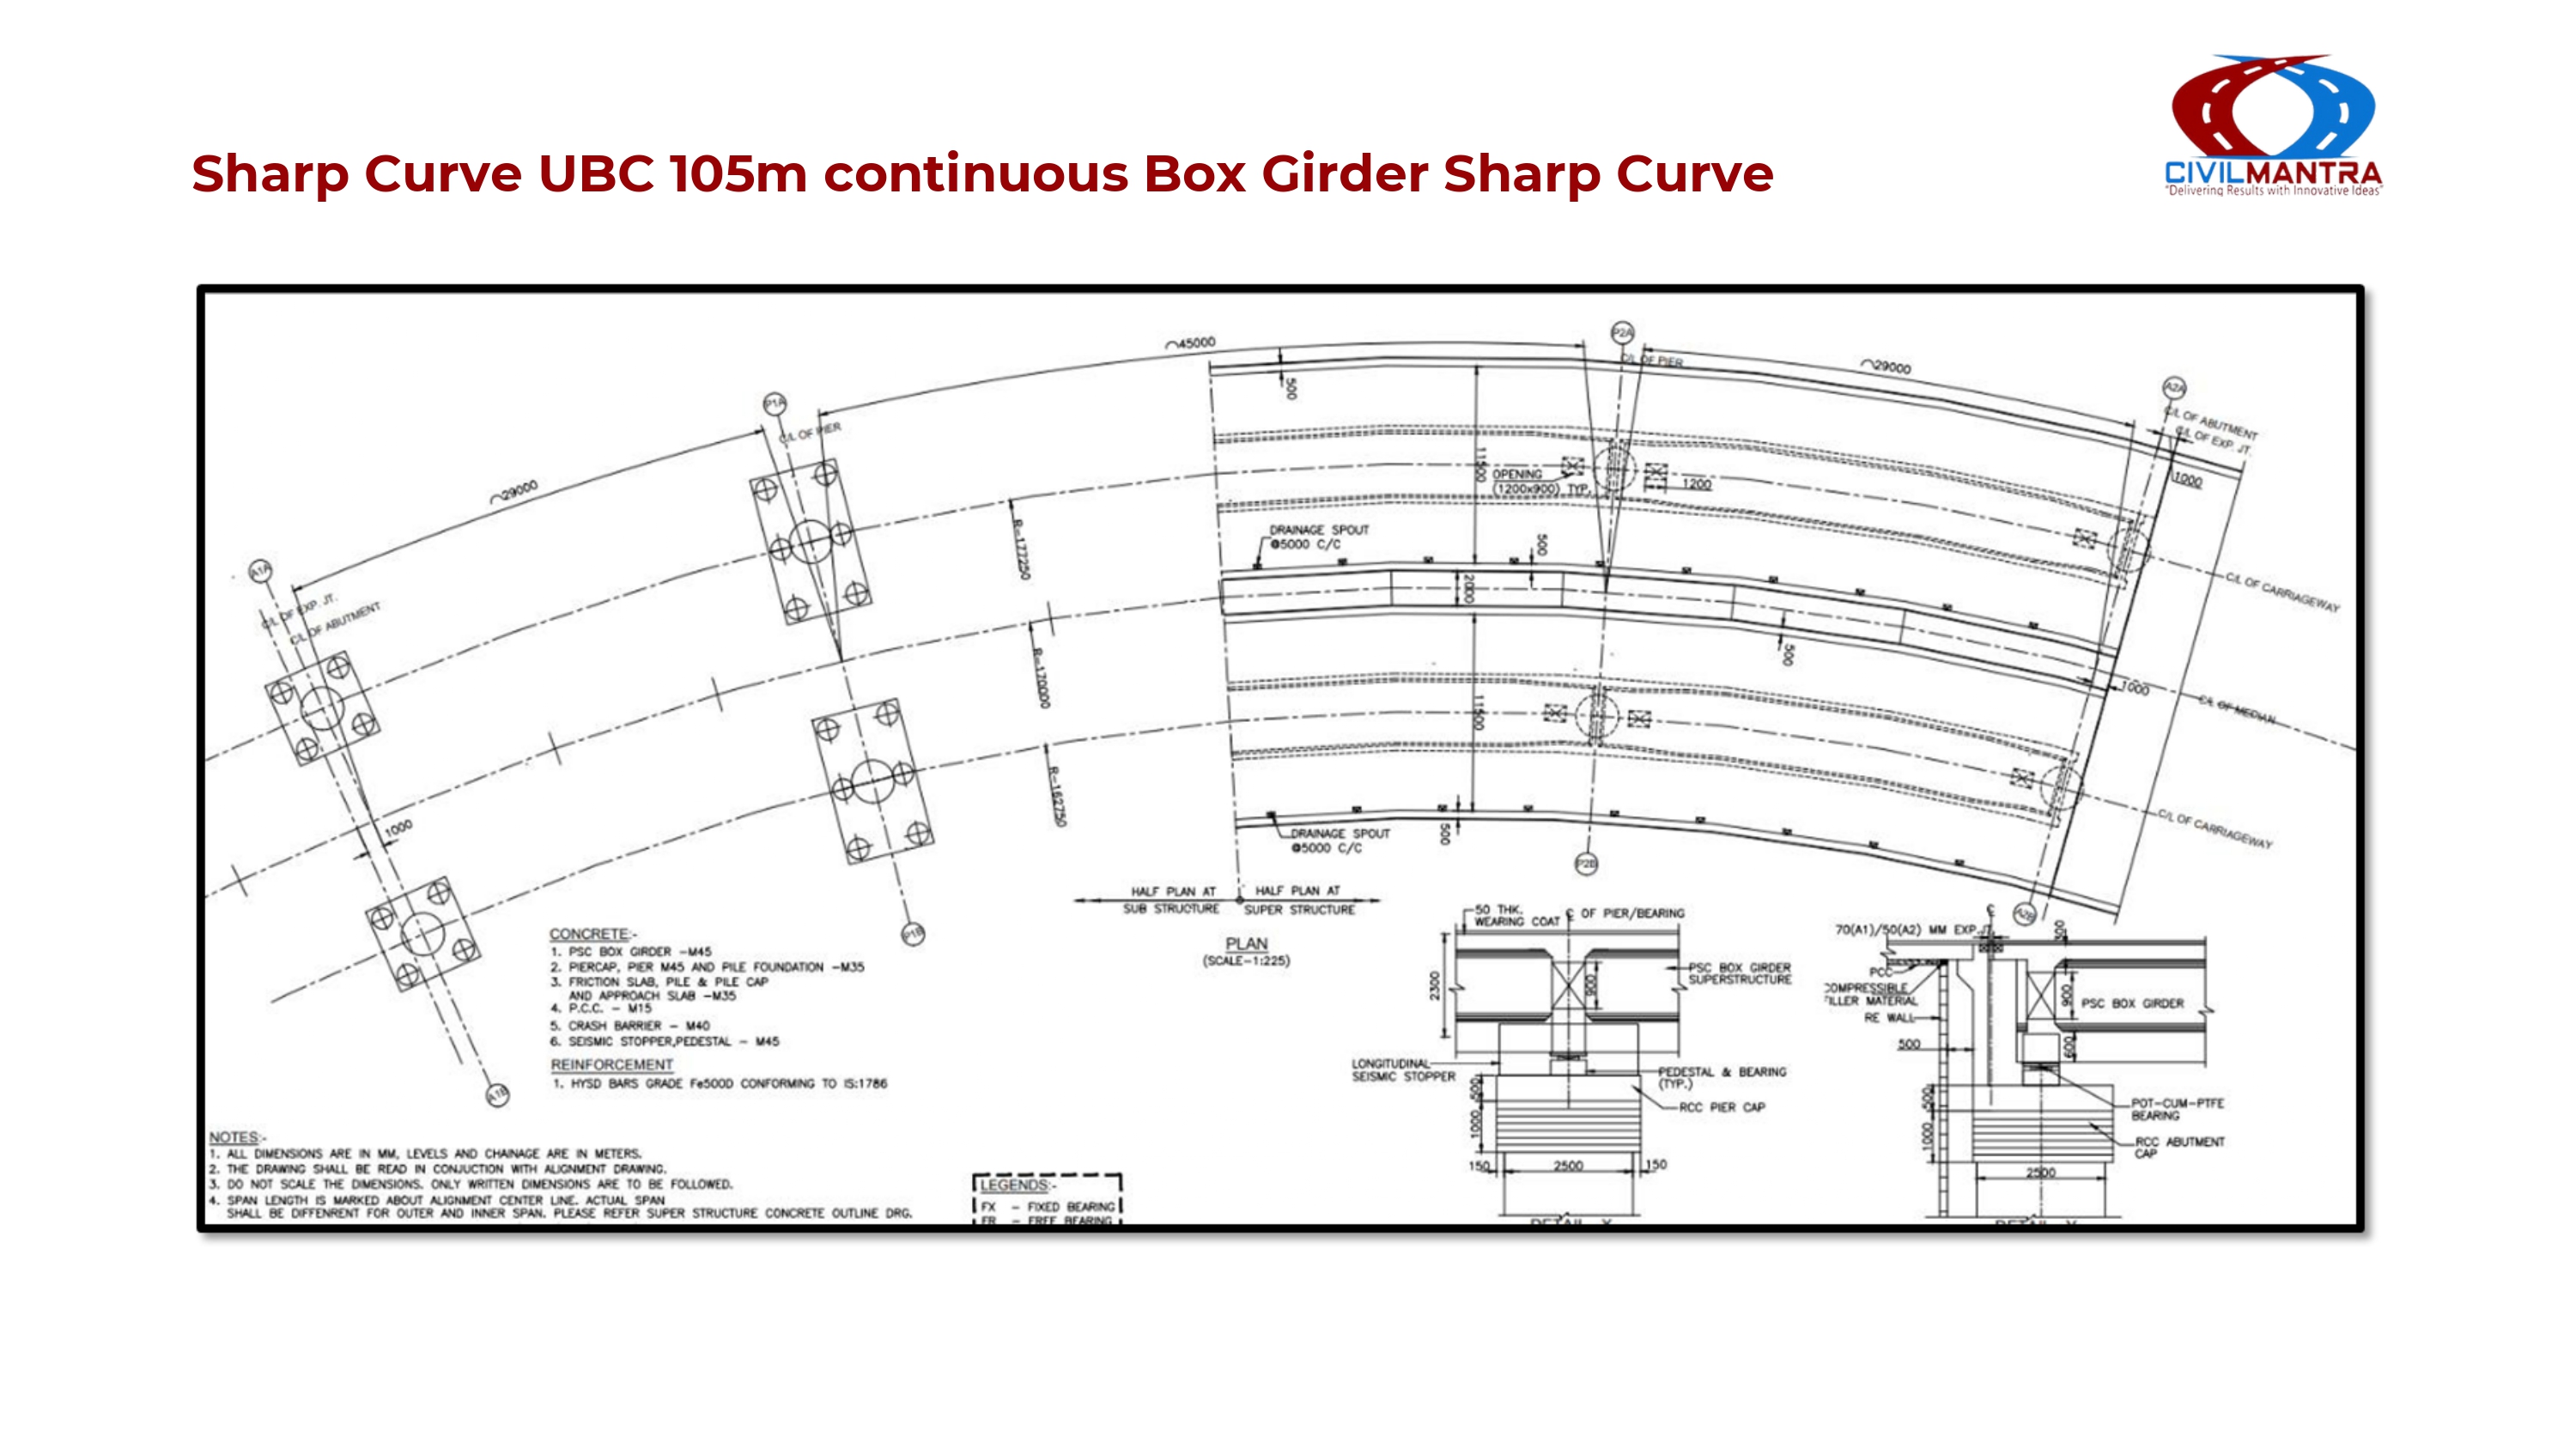 Sharp Curve UBC 105m continuous Box Girder Sharp Curve
CIVILMANTRA
"Delivering Results with Innovative Ideas"
⌒45000
P2A
C/L OF PIER
⌒29000
A2A
C/L OF ABUTMENT
C/L OF EXP. JT.
1000
P1A
C/L OF PIER
⌒29000
500
11500
OPENING
(1200x900) TYP.
1200
DRAINAGE SPOUT
@5000 C/C
500
2000
R-172250
A1A
C/L OF EXP. JT.
C/L OF ABUTMENT
C/L OF CARRIAGEWAY
R-170000
500
1000
C/L OF MEDIAN
11500
R-162750
1000
C/L OF CARRIAGEWAY
DRAINAGE SPOUT
@5000 C/C
500
P2B
A2B
P1B
A1B
HALF PLAN AT
SUB STRUCTURE
HALF PLAN AT
SUPER STRUCTURE
PLAN
(SCALE-1:225)
CONCRETE:-
1. PSC BOX GIRDER -M45
2. PIERCAP, PIER M45 AND PILE FOUNDATION -M35
3. FRICTION SLAB, PILE & PILE CAP
AND APPROACH SLAB -M35
4. P.C.C. - M15
5. CRASH BARRIER - M40
6. SEISMIC STOPPER,PEDESTAL - M45
REINFORCEMENT
1. HYSD BARS GRADE Fe500D CONFORMING TO IS:1786
NOTES:-
1. ALL DIMENSIONS ARE IN MM, LEVELS AND CHAINAGE ARE IN METERS.
2. THE DRAWING SHALL BE READ IN CONJUCTION WITH ALIGNMENT DRAWING.
3. DO NOT SCALE THE DIMENSIONS. ONLY WRITTEN DIMENSIONS ARE TO BE FOLLOWED.
4. SPAN LENGTH IS MARKED ABOUT ALIGNMENT CENTER LINE. ACTUAL SPAN
SHALL BE DIFFENRENT FOR OUTER AND INNER SPAN. PLEASE REFER SUPER STRUCTURE CONCRETE OUTLINE DRG.
LEGENDS:-
FX - FIXED BEARING
FR - FREE BEARING
50 THK.
WEARING COAT
℄ OF PIER/BEARING
2300
900
PSC BOX GIRDER
SUPERSTRUCTURE
LONGITUDINAL
SEISMIC STOPPER
PEDESTAL & BEARING
(TYP.)
RCC PIER CAP
500
1000
150
2500
150
DETAIL
70(A1)/50(A2) MM EXP.JT.
PCC
COMPRESSIBLE
FILLER MATERIAL
RE WALL
500
900
PSC BOX GIRDER
600
POT-CUM-PTFE
BEARING
RCC ABUTMENT
CAP
500
1000
2500
DETAIL